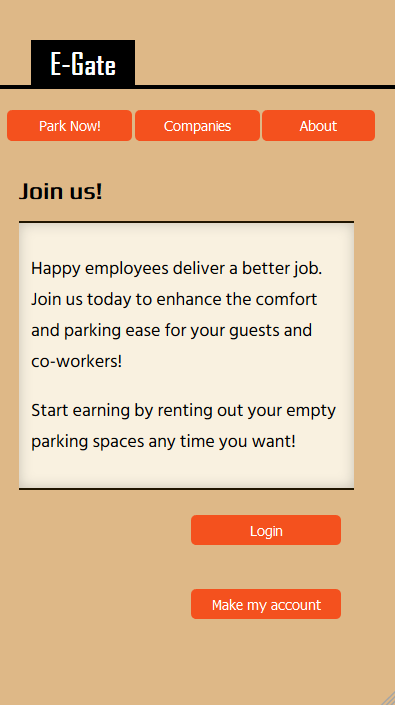 E-Gate
Park Now! Companies About
Join us!
Happy employees deliver a better job.
Join us today to enhance the comfort
and parking ease for your guests and
co-workers!
Start earning by renting out your empty
parking spaces any time you want!
Login
Make my account